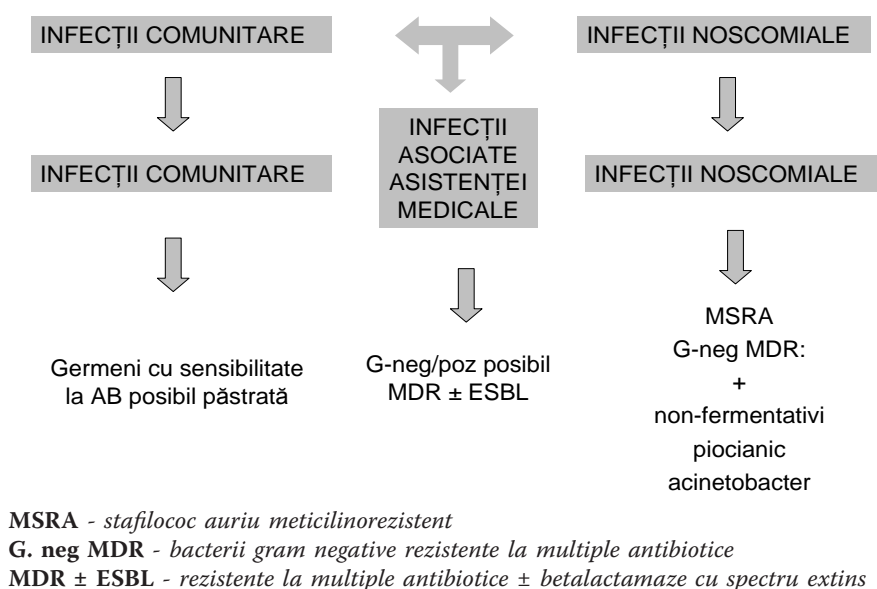 INFECȚII COMUNITARE
INFECȚII NOSCOMIALE
INFECȚII COMUNITARE
INFECȚII
ASOCIATE
ASISTENȚEI
MEDICALE
INFECȚII NOSCOMIALE
Germeni cu sensibilitate
la AB posibil păstrată
G-neg/poz posibil
MDR ± ESBL
MSRA
G-neg MDR:
+
non-fermentativi
piocianic
acinetobacter
MSRA - stafilococ auriu meticilinorezistent
G. neg MDR - bacterii gram negative rezistente la multiple antibiotice
MDR ± ESBL - rezistente la multiple antibiotice ± betalactamaze cu spectru extins